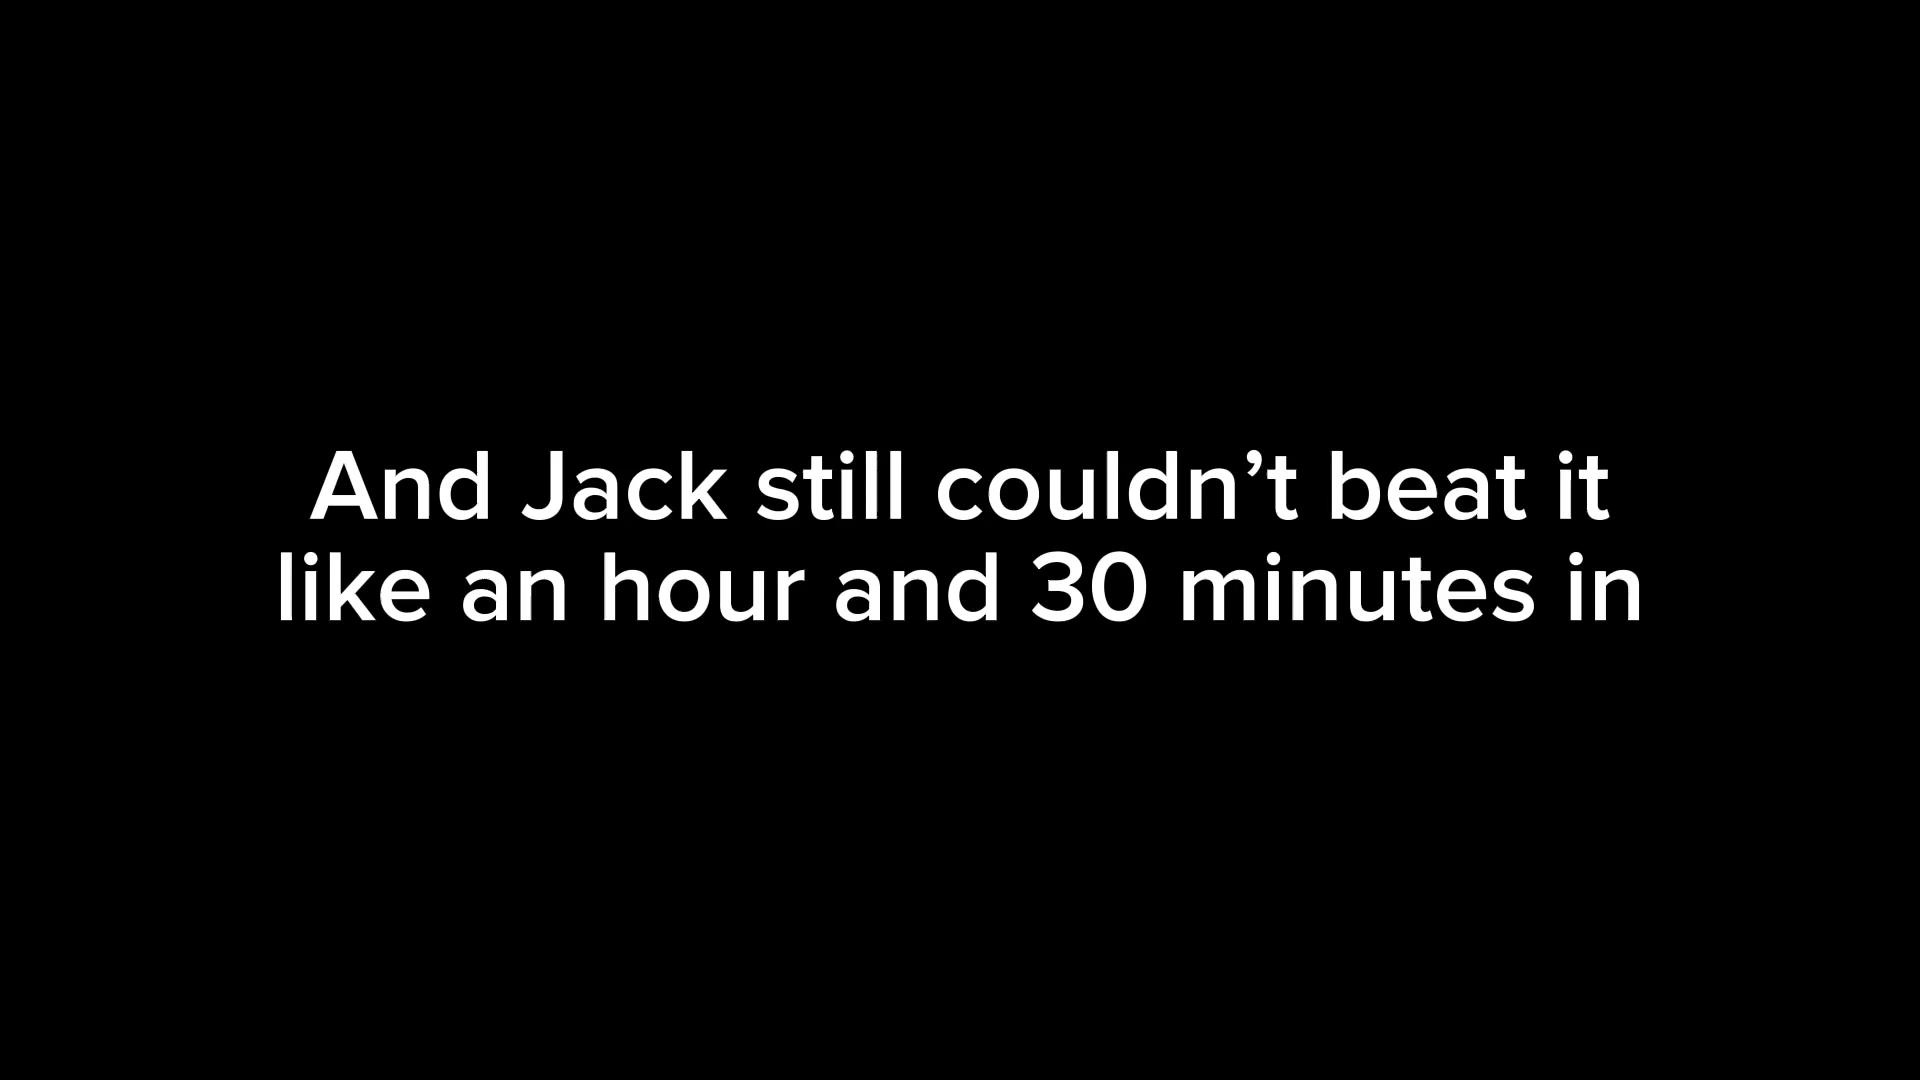 And Jack still couldn’t beat it
like an hour and 30 minutes in